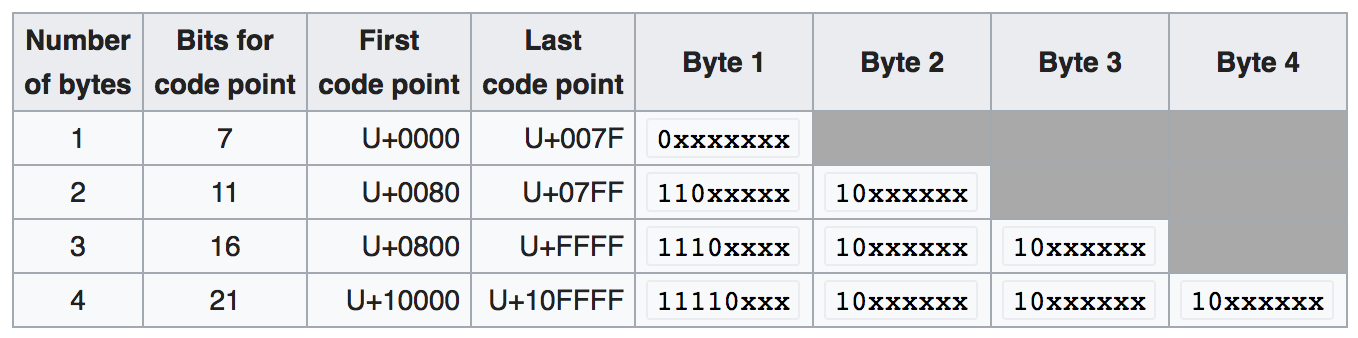 Number of bytes Bits for code point First code point Last code point Byte 1 Byte 2 Byte 3 Byte 4
1 7 U+0000 U+007F 0xxxxxxx
2 11 U+0080 U+07FF 110xxxxx 10xxxxxx
3 16 U+0800 U+FFFF 1110xxxx 10xxxxxx 10xxxxxx
4 21 U+10000 U+10FFFF 11110xxx 10xxxxxx 10xxxxxx 10xxxxxx